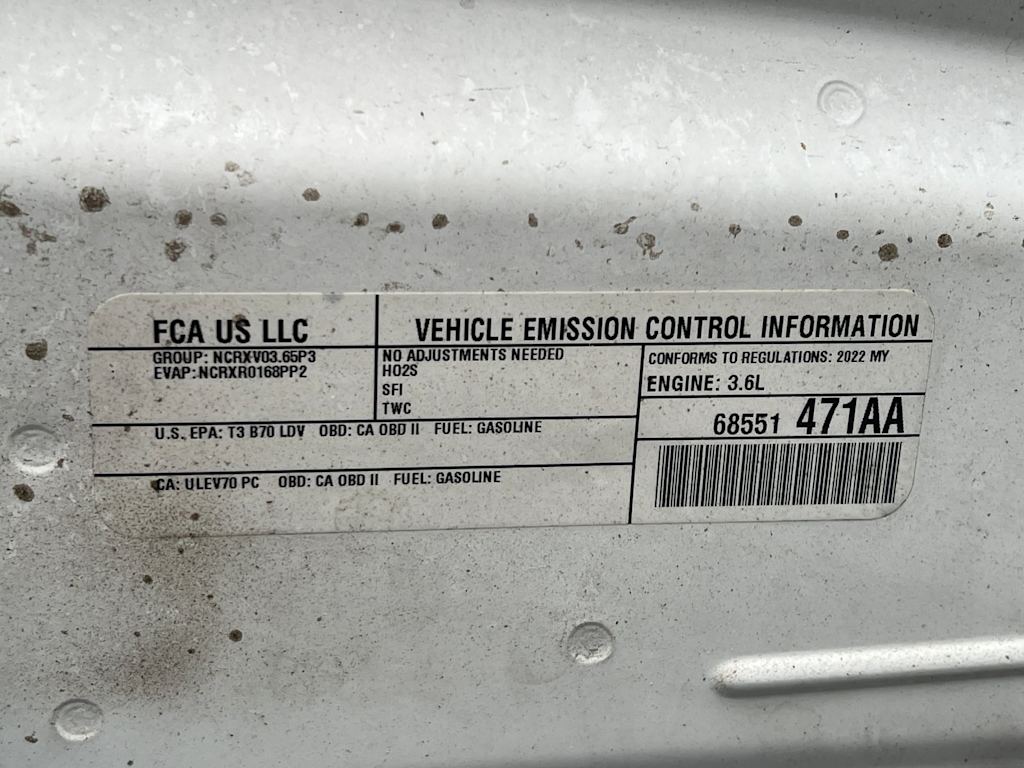 FCA US LLC
VEHICLE EMISSION CONTROL INFORMATION
GROUP: NCRXV03.65P3
EVAP:NCRXR0168PP2
NO ADJUSTMENTS NEEDED
HO2S
SFI
TWC
CONFORMS TO REGULATIONS: 2022 MY
ENGINE: 3.6L
68551 471AA
U.S. EPA: T3 B70 LDV OBD: CA OBD II FUEL: GASOLINE
CA: ULEV70 PC OBD: CA OBD II FUEL: GASOLINE